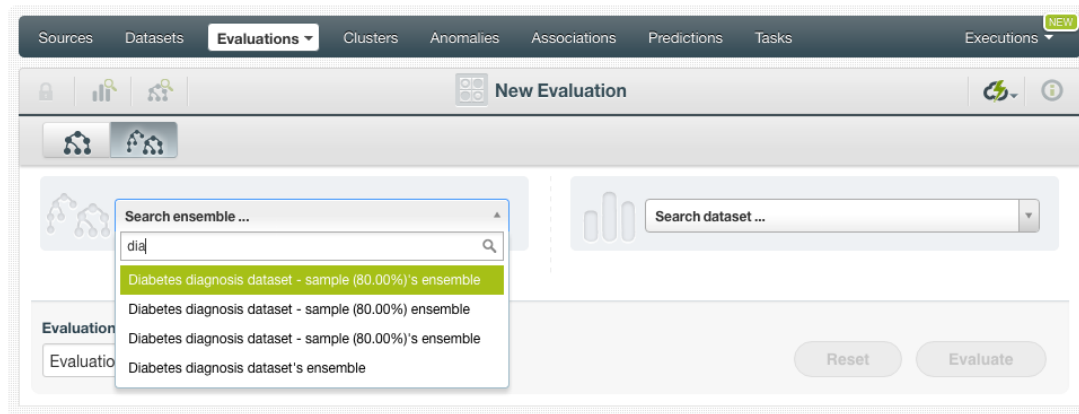 NEW
Sources Datasets Evaluations Clusters Anomalies Associations Predictions Tasks Executions
New Evaluation
Search ensemble ... Search dataset ...
dia
Diabetes diagnosis dataset - sample (80.00%)'s ensemble
Diabetes diagnosis dataset - sample (80.00%) ensemble
Diabetes diagnosis dataset - sample (80.00%)'s ensemble
Diabetes diagnosis dataset's ensemble
Evaluation
Evaluatio Reset Evaluate